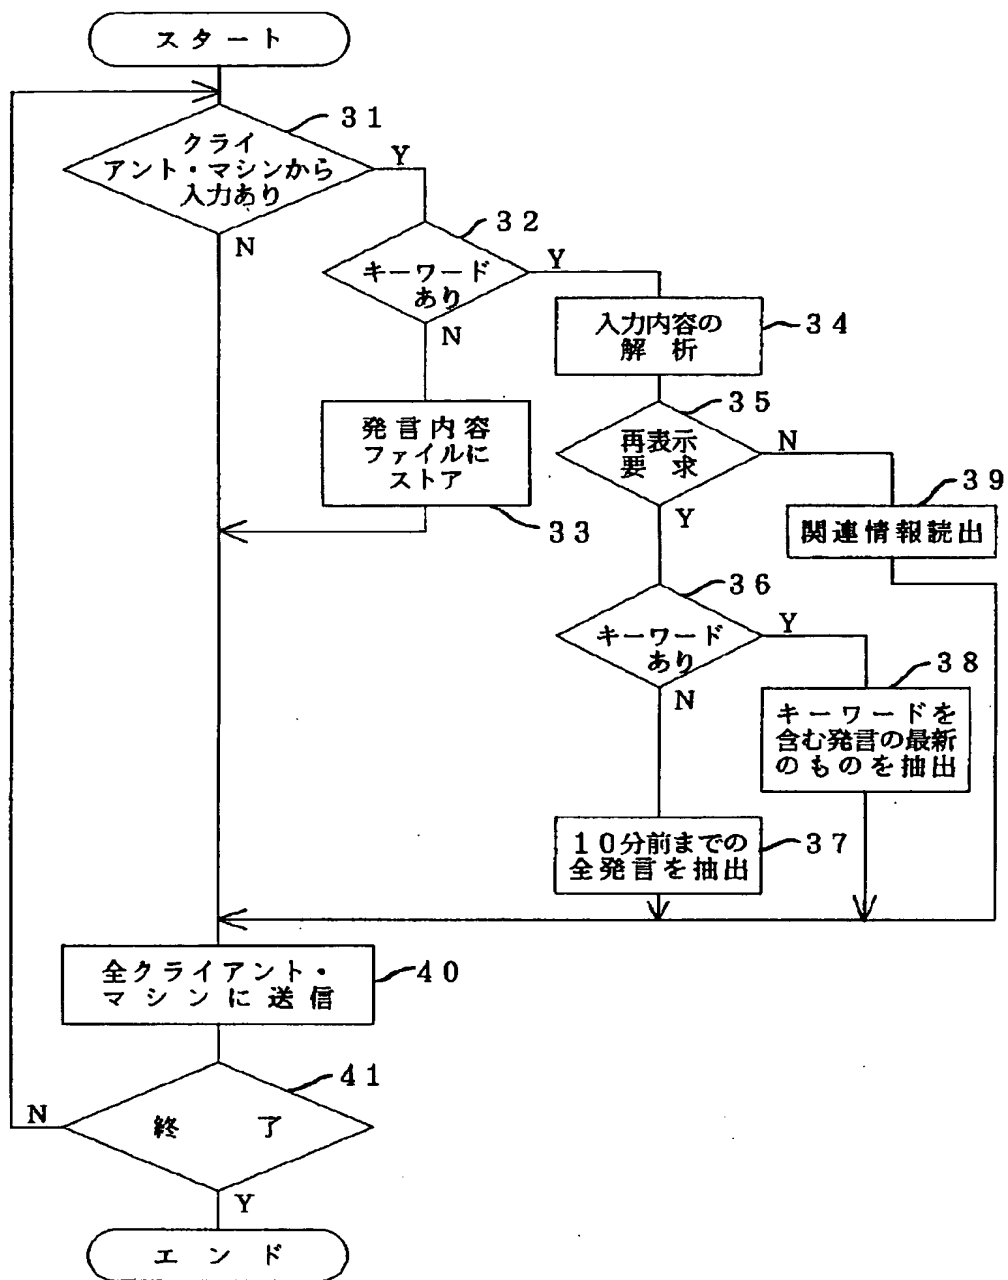 スタート
31
クライ
アント・マシンから
入力あり
Y
N
32
キーワード
あり
Y
N
発言内容
ファイルに
ストア
33
入力内容の
解析
34
35
再表示
要求
N
Y
39
関連情報読出
36
キーワード
あり
Y
N
38
キーワードを
含む発言の最新
のものを抽出
10分前までの
全発言を抽出
37
全クライアント・
マシンに送信
40
41
終了
N
Y
エンド